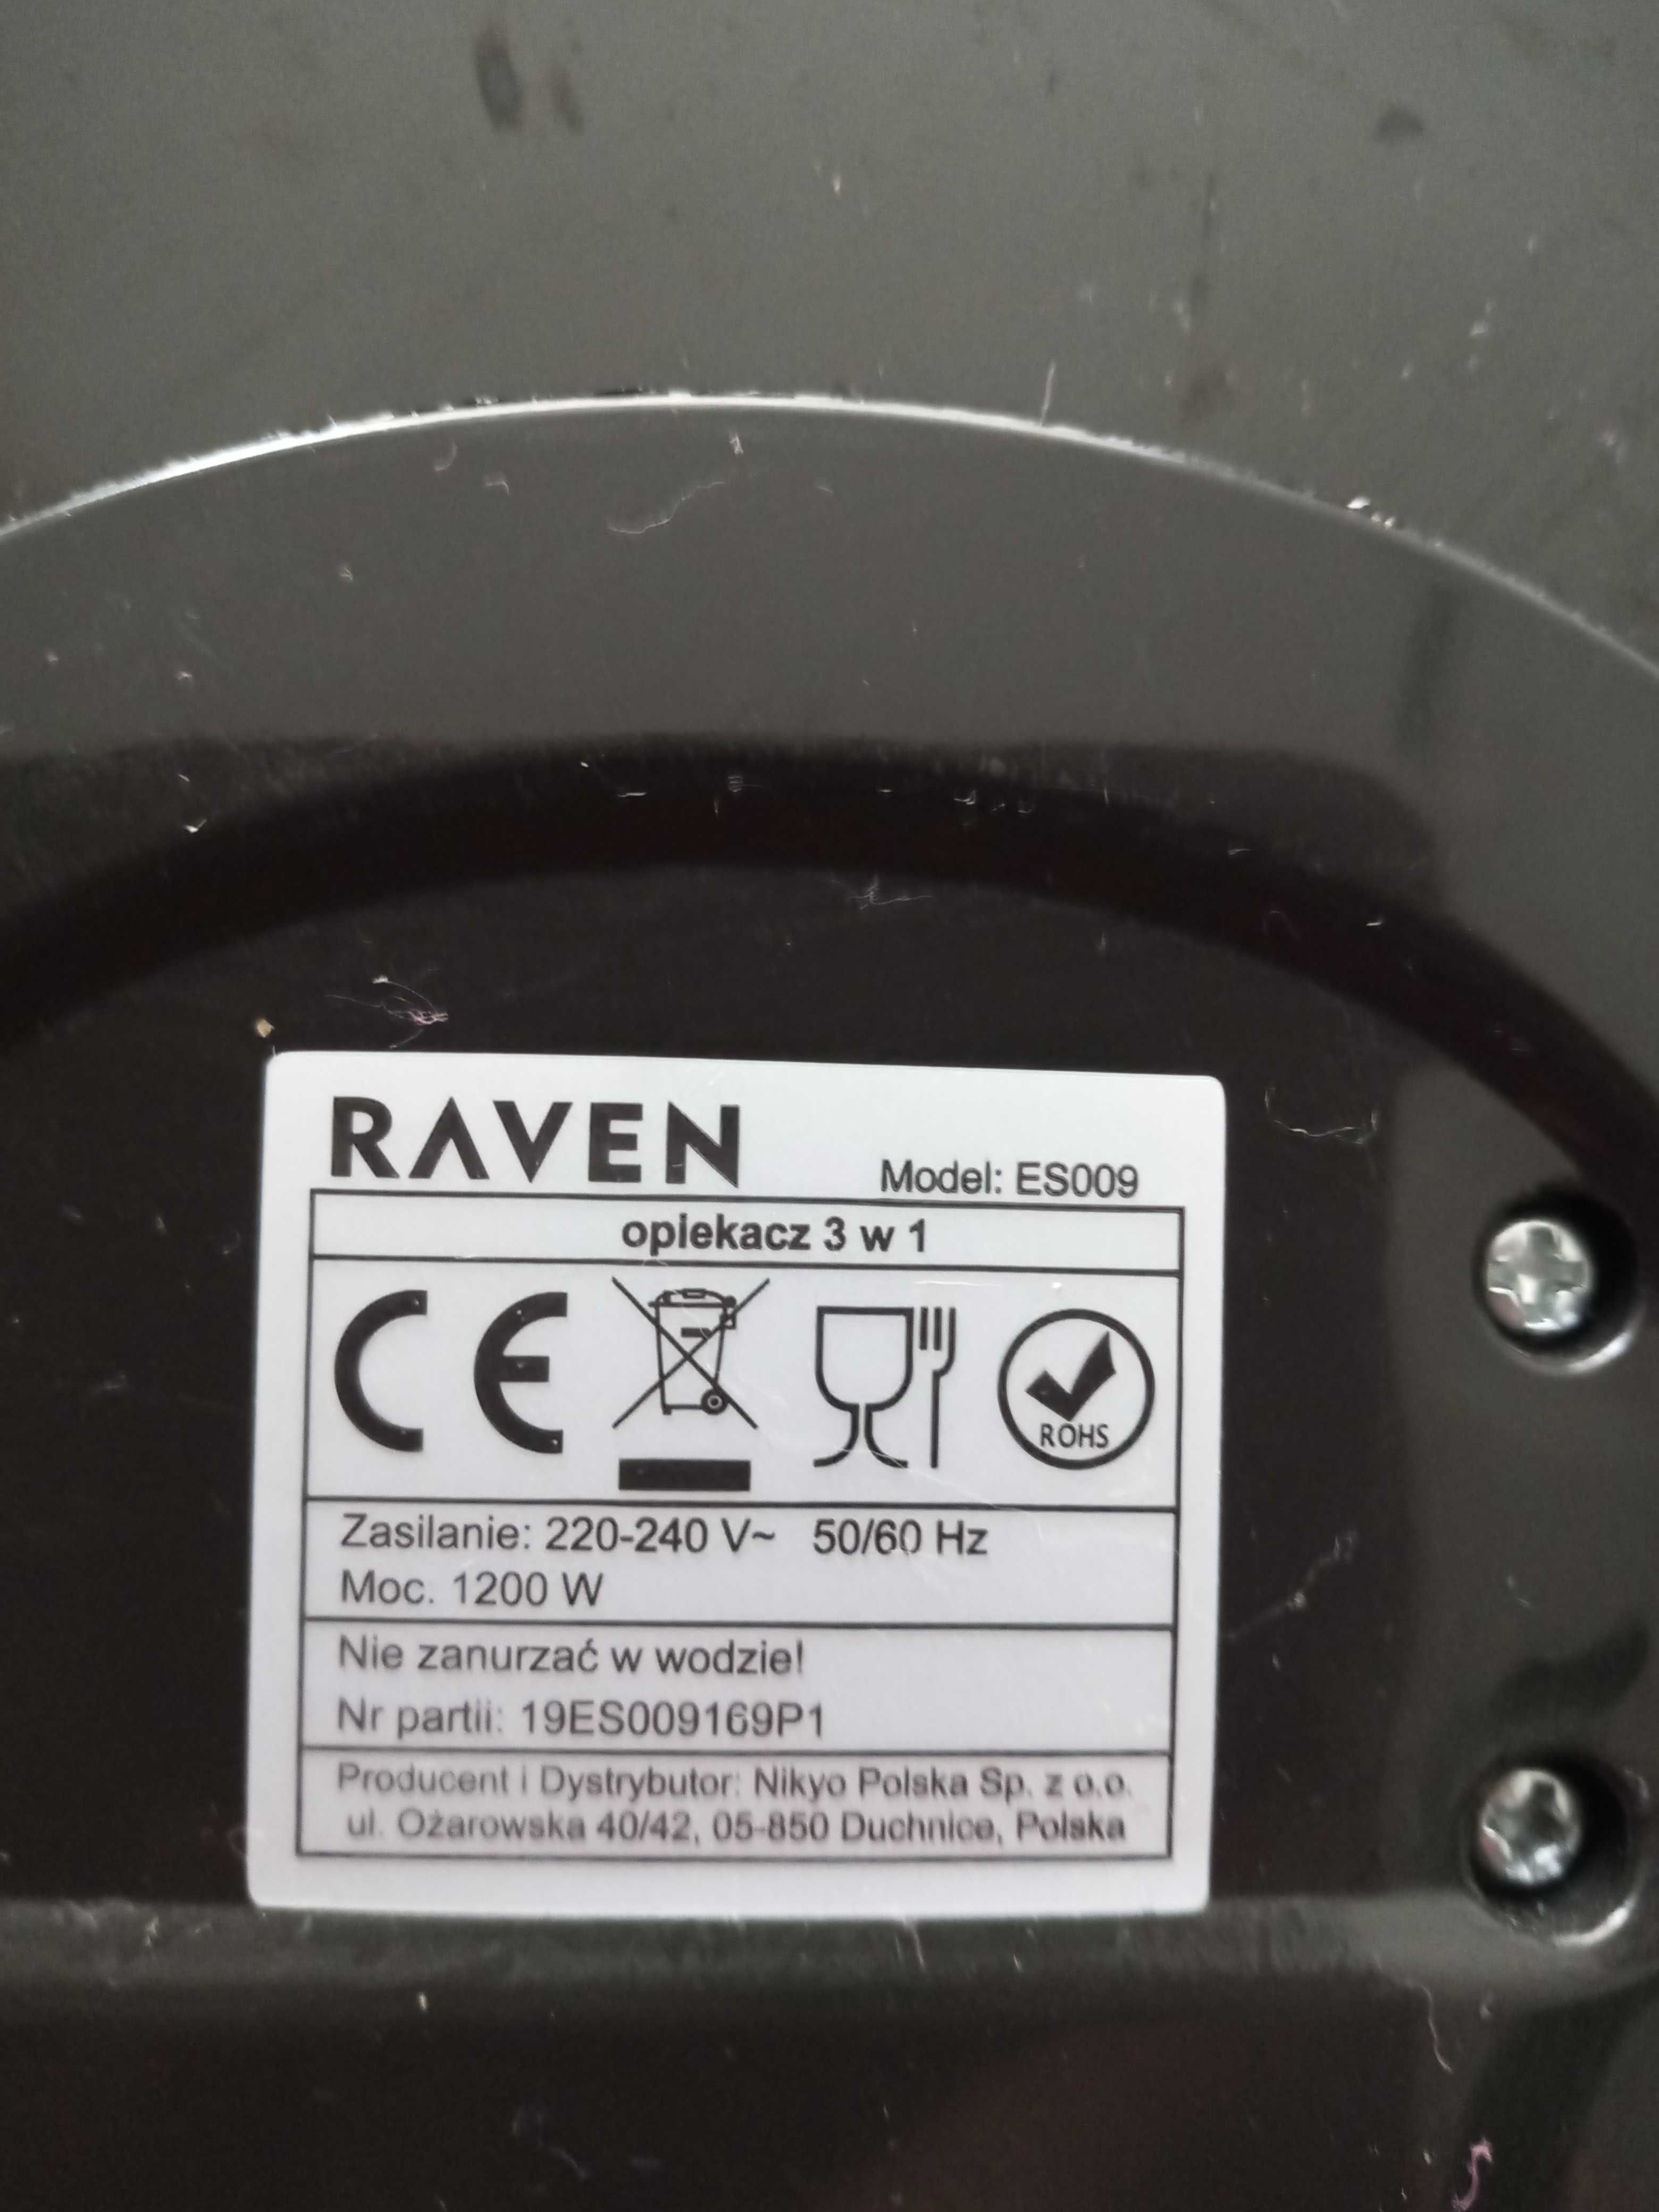 RAVEN Model: ES009
opiekacz 3 w 1
CE
ROHS
Zasilanie: 220-240 V~ 50/60 Hz
Moc. 1200 W
Nie zanurzać w wodzie!
Nr partii: 19ES009169P1
Producent i Dystrybutor: Nikyo Polska Sp. z o.o.
ul. Ożarowska 40/42, 05-850 Duchnice, Polska